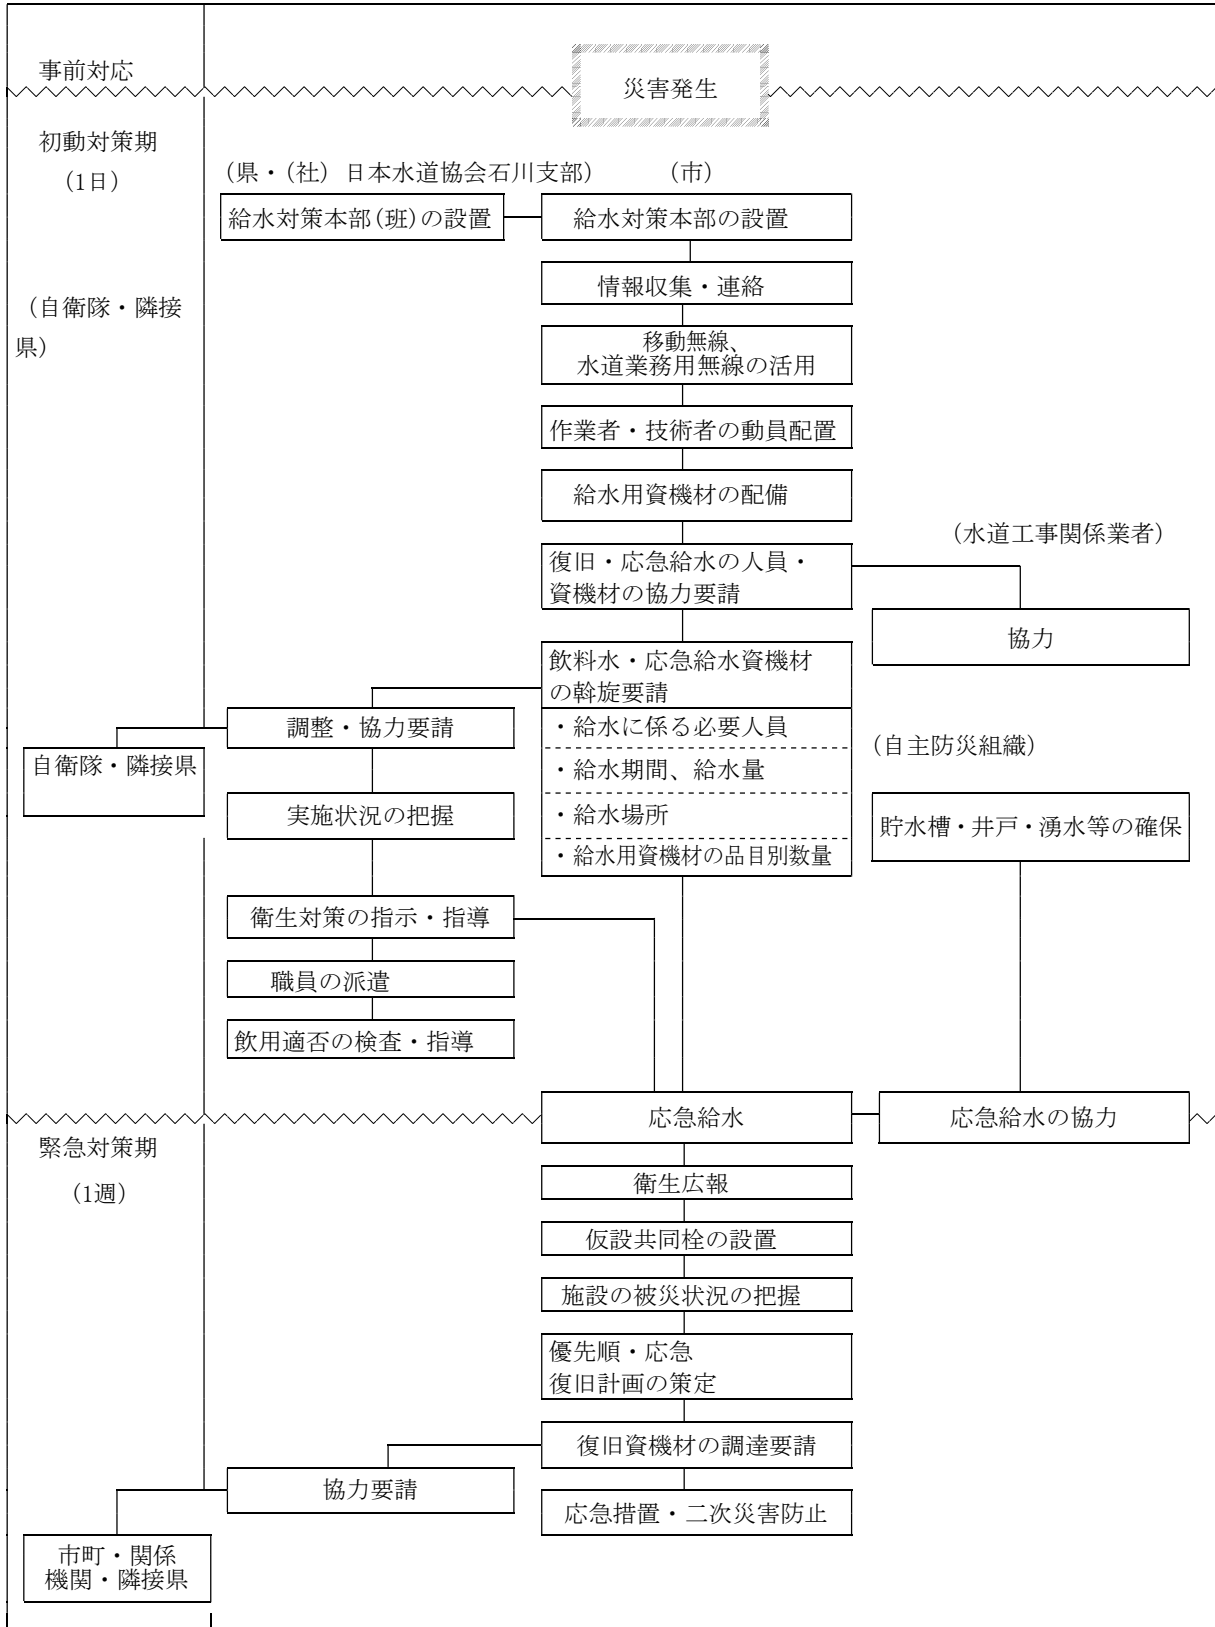 事前対応
災害発生
初動対策期
（1日）
（県・（社）日本水道協会石川支部）
（市）
給水対策本部（班）の設置
給水対策本部の設置
情報収集・連絡
（自衛隊・隣接
県）
移動無線、
水道業務用無線の活用
作業者・技術者の動員配置
給水用資機材の配備
（水道工事関係業者）
復旧・応急給水の人員・
資機材の協力要請
協力
飲料水・応急給水資機材
の斡旋要請
調整・協力要請
・給水に係る必要人員
（自主防災組織）
自衛隊・隣接県
・給水期間、給水量
実施状況の把握
・給水場所
貯水槽・井戸・湧水等の確保
・給水用資機材の品目別数量
衛生対策の指示・指導
職員の派遣
飲用適否の検査・指導
応急給水
応急給水の協力
緊急対策期
（1週）
衛生広報
仮設共同栓の設置
施設の被災状況の把握
優先順・応急
復旧計画の策定
復旧資機材の調達要請
協力要請
応急措置・二次災害防止
市町・関係
機関・隣接県